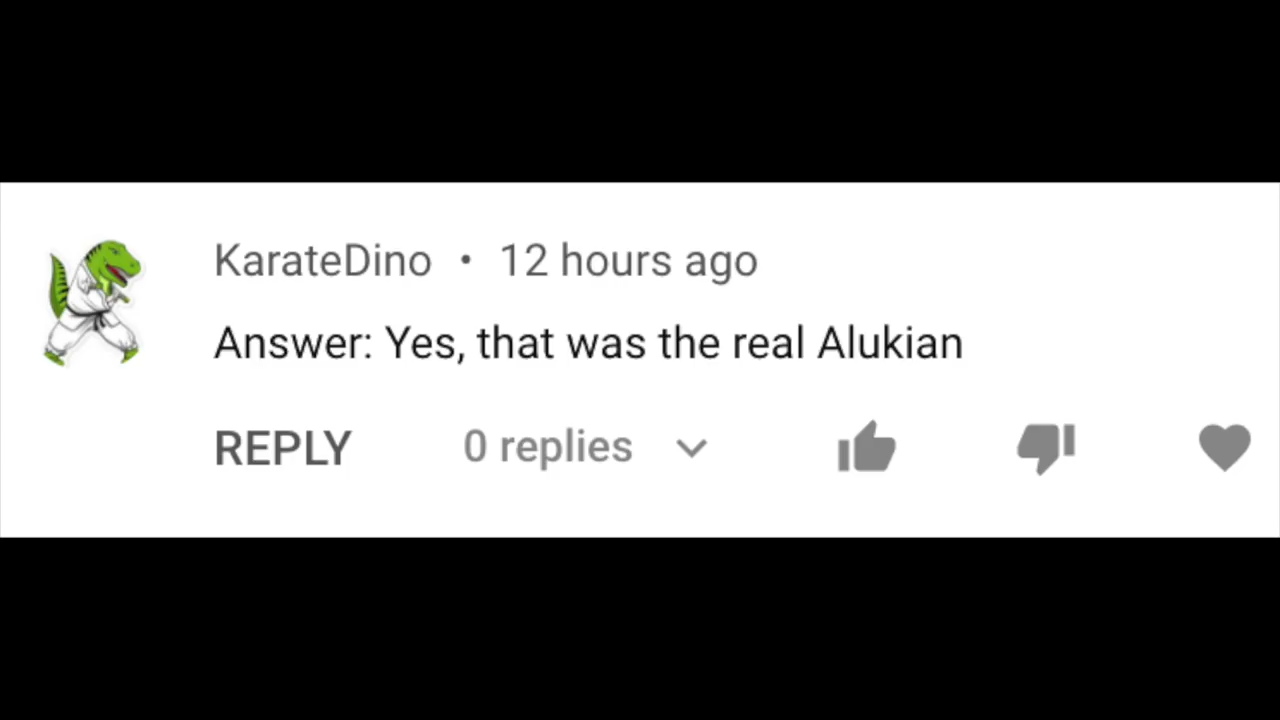 KarateDino • 12 hours ago
Answer: Yes, that was the real Alukian
REPLY 0 replies